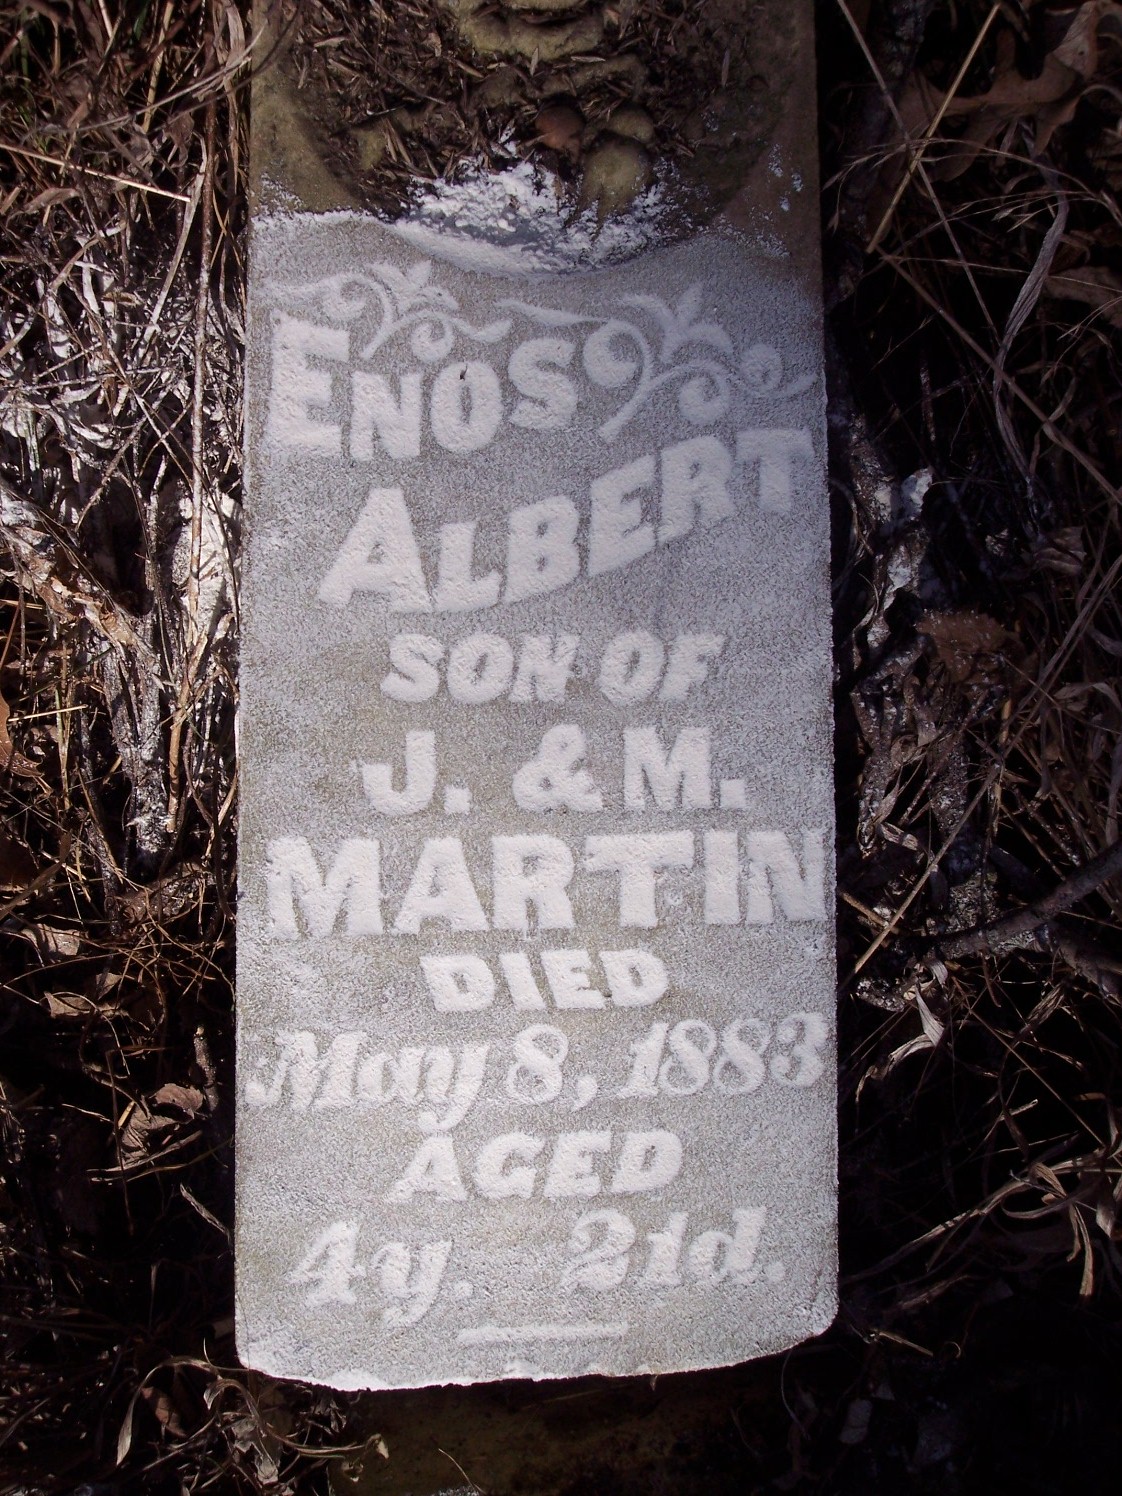 ENOS
ALBERT
SON OF
J. & M.
MARTIN
DIED
May 8, 1883
AGED
4y. 21d.